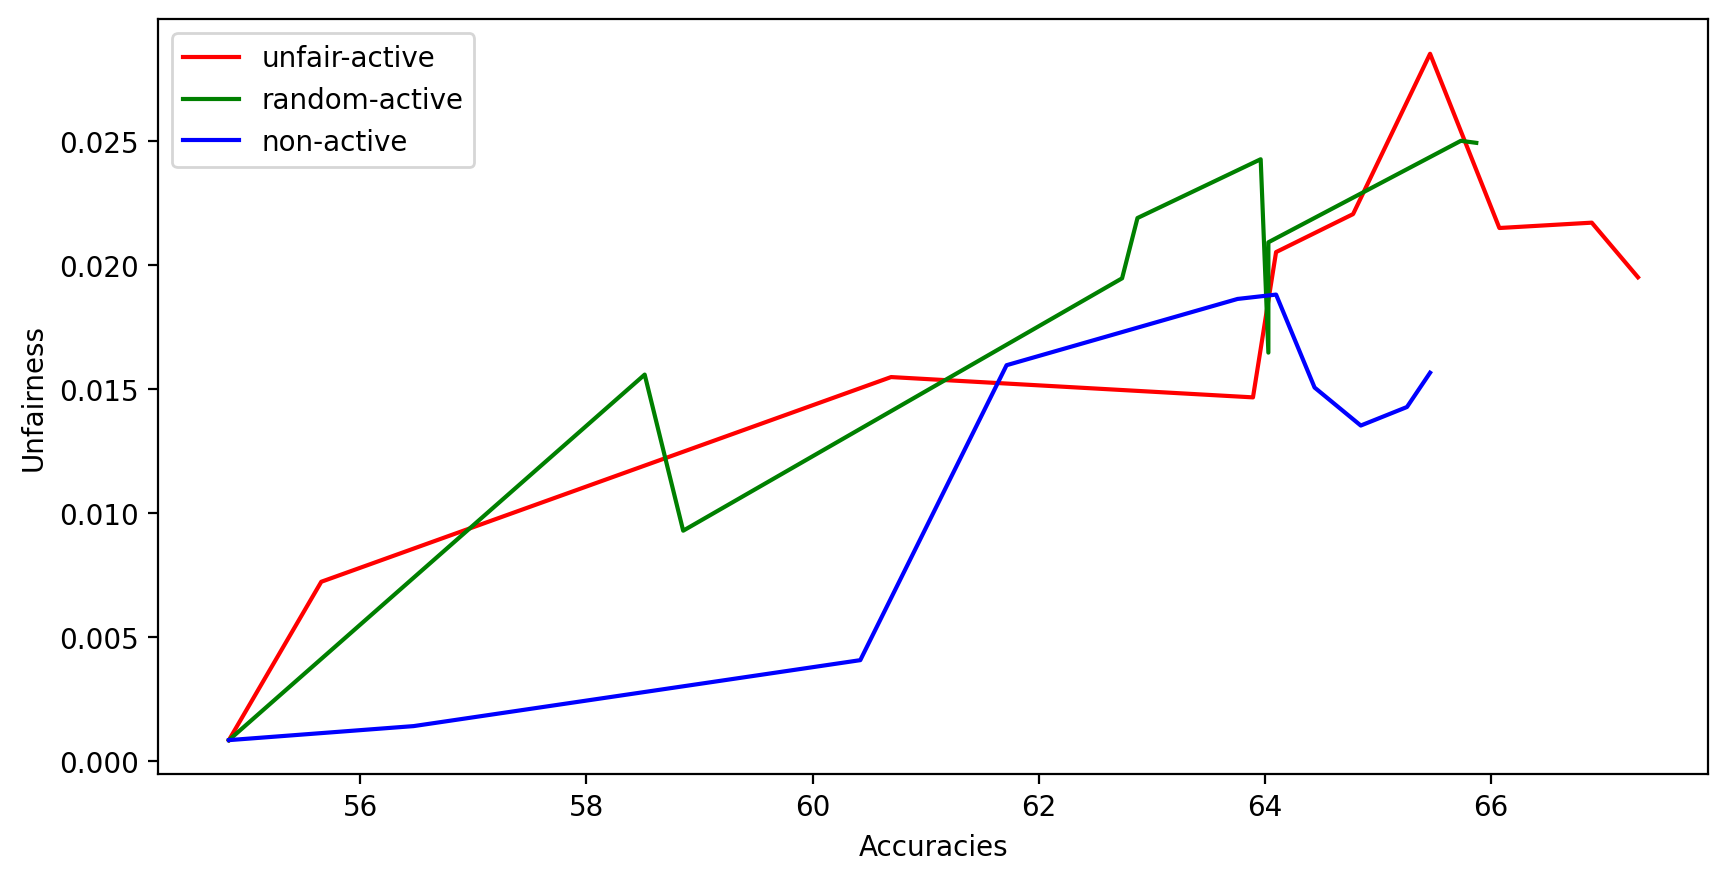 unfair-active
random-active
non-active
0.025
0.020
0.015
0.010
0.005
0.000
Unfairness
56 58 60 62 64 66
Accuracies